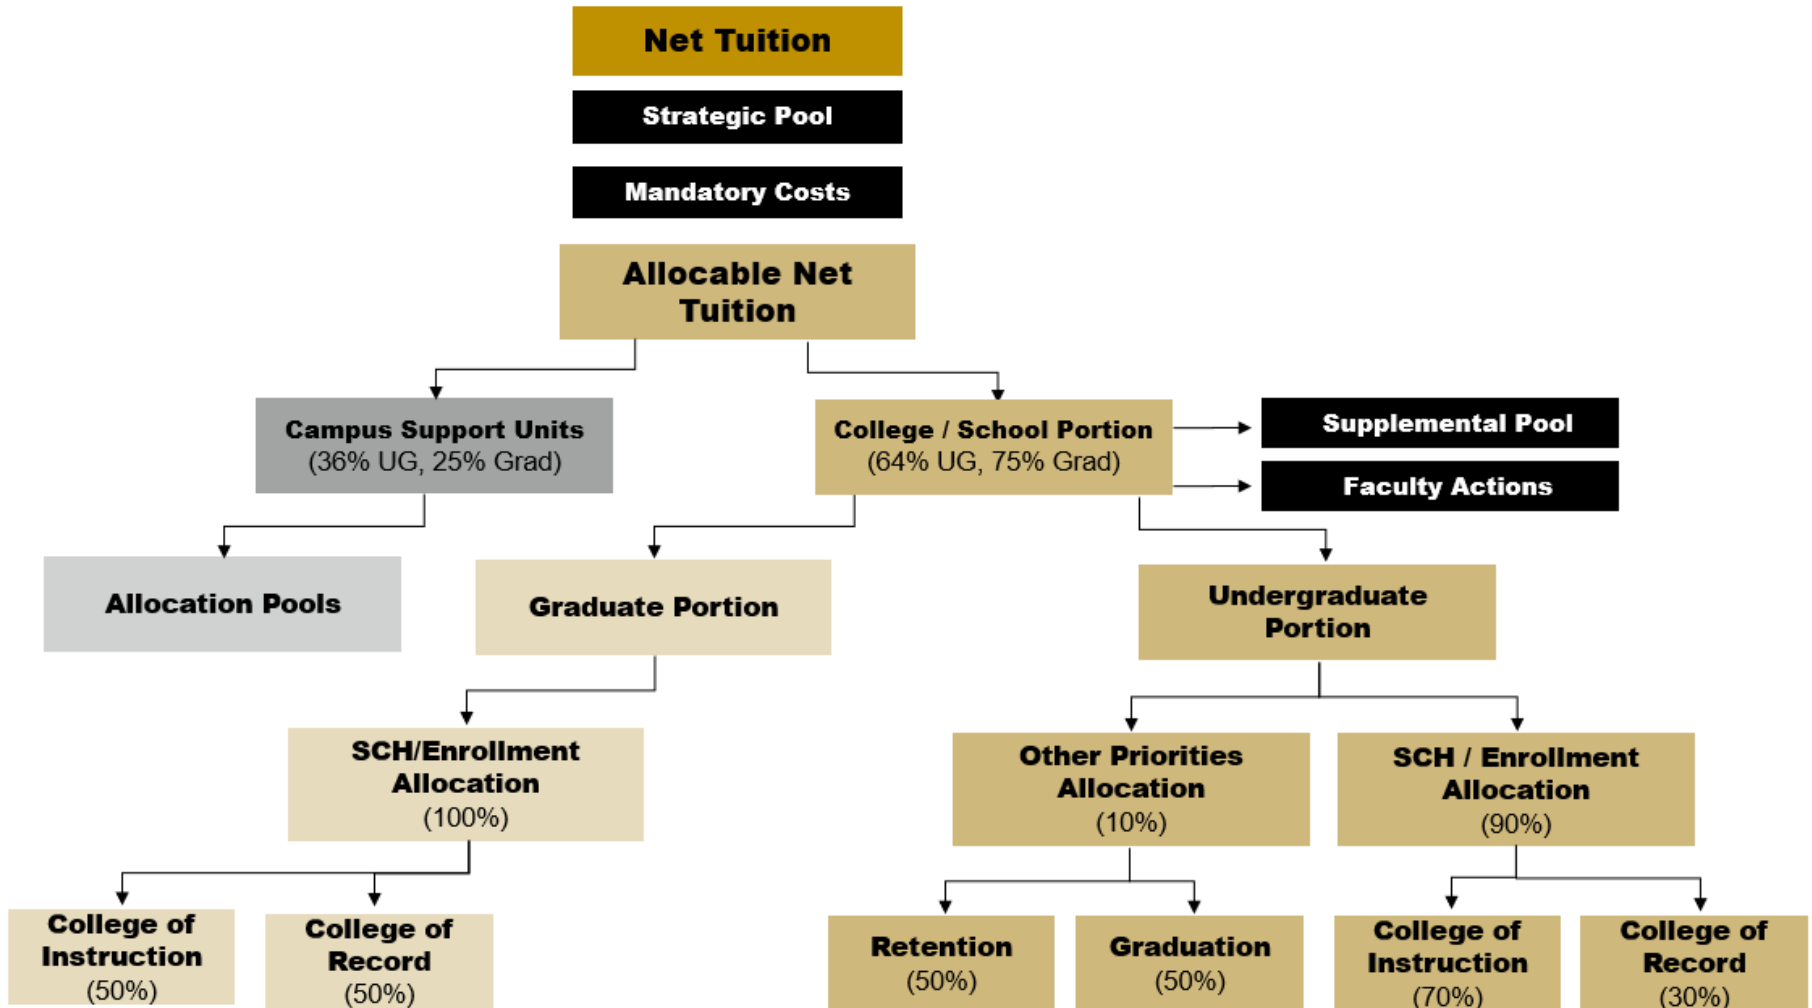 Net Tuition
Strategic Pool
Mandatory Costs
Allocable Net
Tuition
Campus Support Units
(36% UG, 25% Grad)
College / School Portion
(64% UG, 75% Grad)
Supplemental Pool
Faculty Actions
Allocation Pools
Graduate Portion
Undergraduate
Portion
SCH/Enrollment
Allocation
(100%)
Other Priorities
Allocation
(10%)
SCH / Enrollment
Allocation
(90%)
College of
Instruction
(50%)
College of
Record
(50%)
Retention
(50%)
Graduation
(50%)
College of
Instruction
(70%)
College of
Record
(30%)